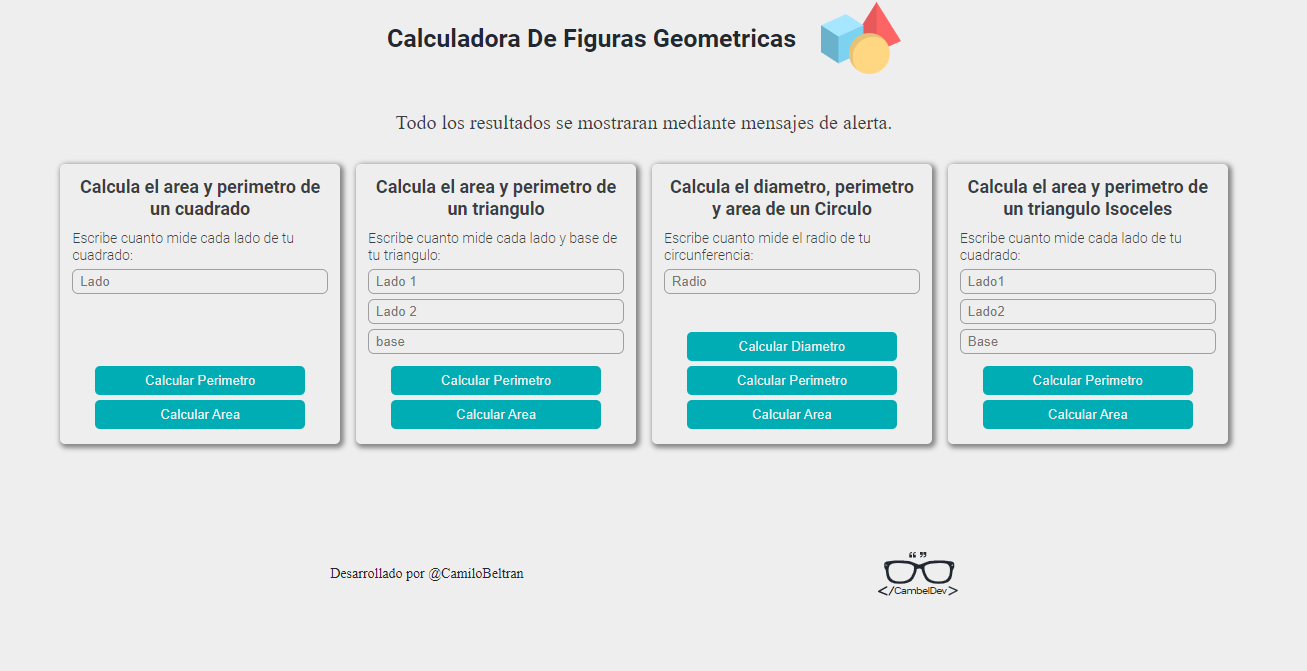 Calculadora De Figuras Geometricas
Todo los resultados se mostraran mediante mensajes de alerta.
Calcula el area y perimetro de
un cuadrado
Escribe cuanto mide cada lado de tu
cuadrado:
Lado
Calcular Perimetro
Calcular Area
Calcula el area y perimetro de
un triangulo
Escribe cuanto mide cada lado y base de
tu triangulo:
Lado 1
Lado 2
base
Calcular Perimetro
Calcular Area
Calcula el diametro, perimetro
y area de un Circulo
Escribe cuanto mide el radio de tu
circunferencia:
Radio
Calcular Diametro
Calcular Perimetro
Calcular Area
Calcula el area y perimetro de
un triangulo Isoceles
Escribe cuanto mide cada lado de tu
cuadrado:
Lado1
Lado2
Base
Calcular Perimetro
Calcular Area
Desarrollado por @CamiloBeltran
“ ”
</CambelDev>